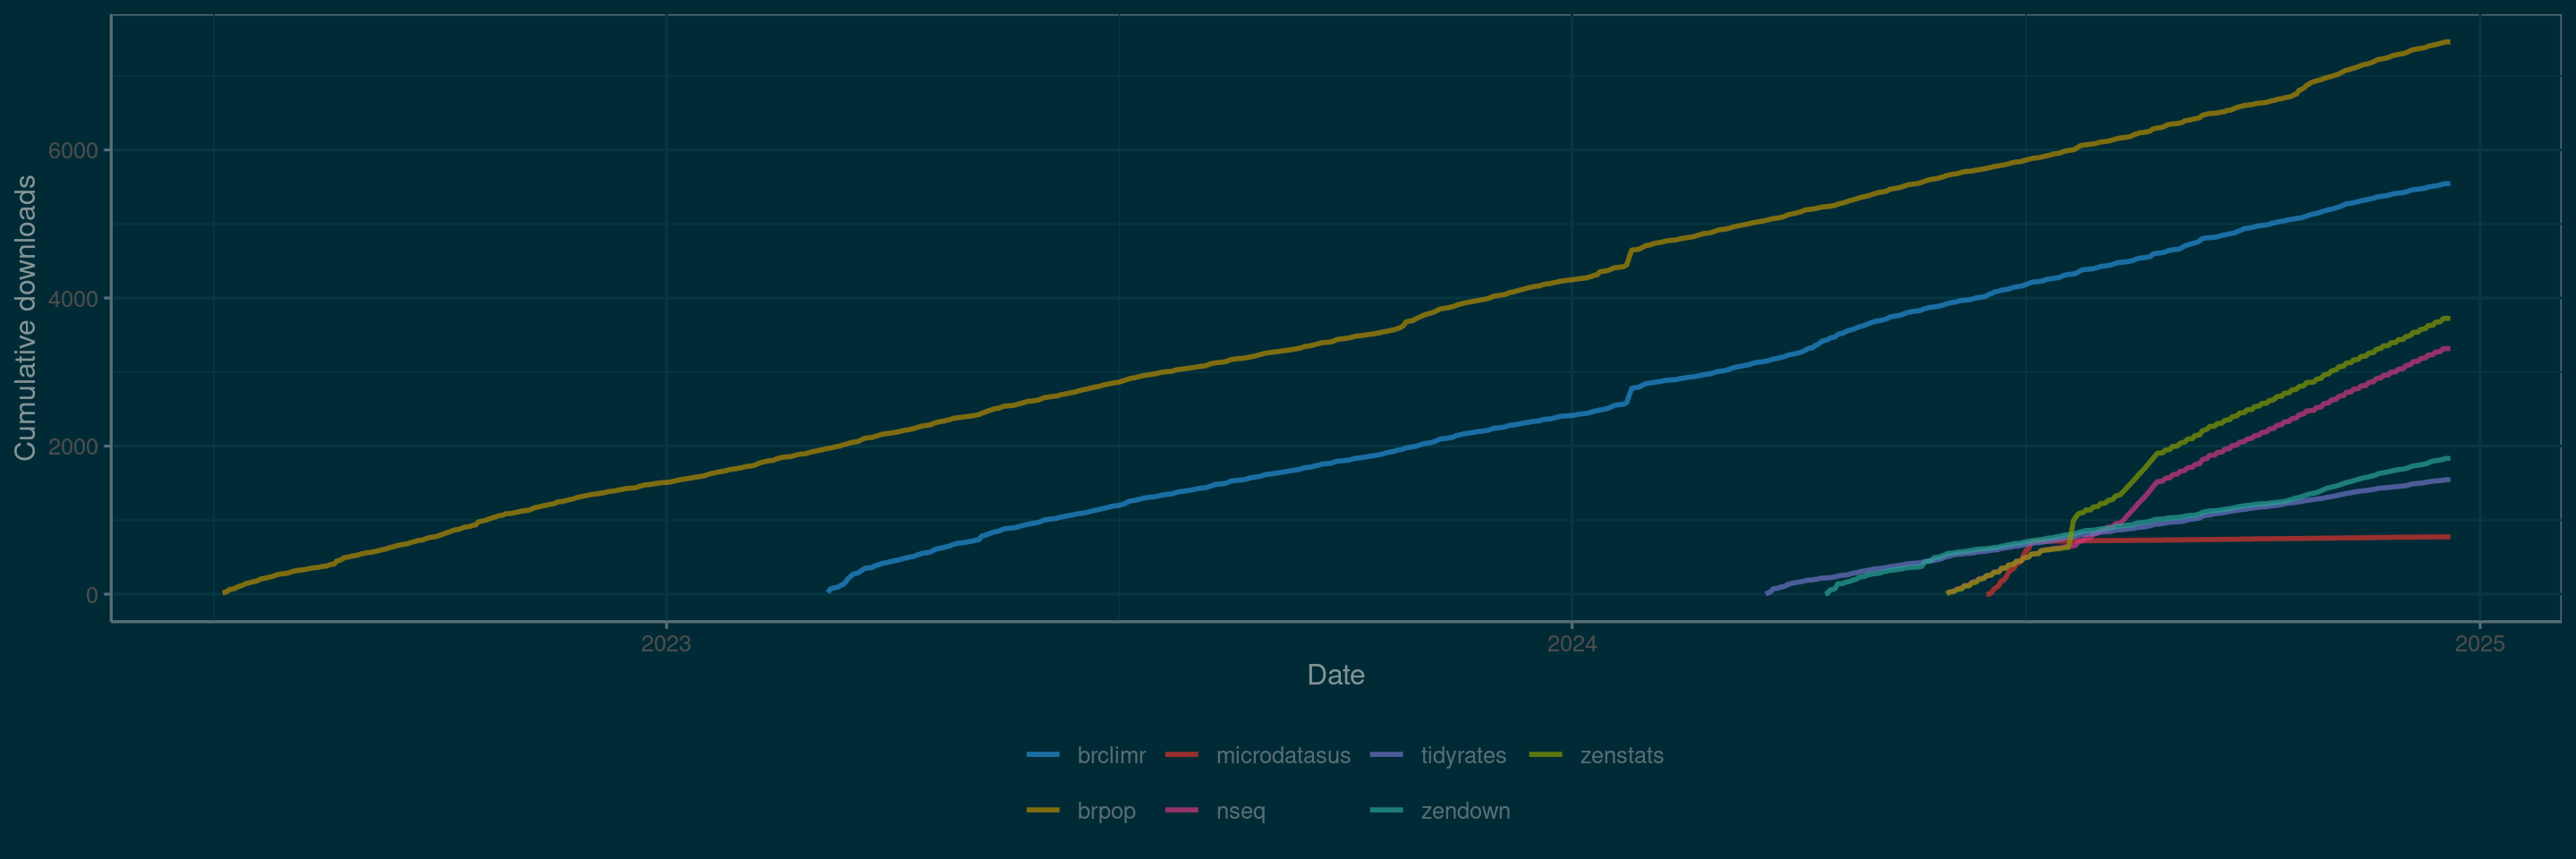 Cumulative downloads
6000
4000
2000
0
2023 2024 2025
Date
brclimr microdatasus tidyrates zenstats
brpop nseq zendown